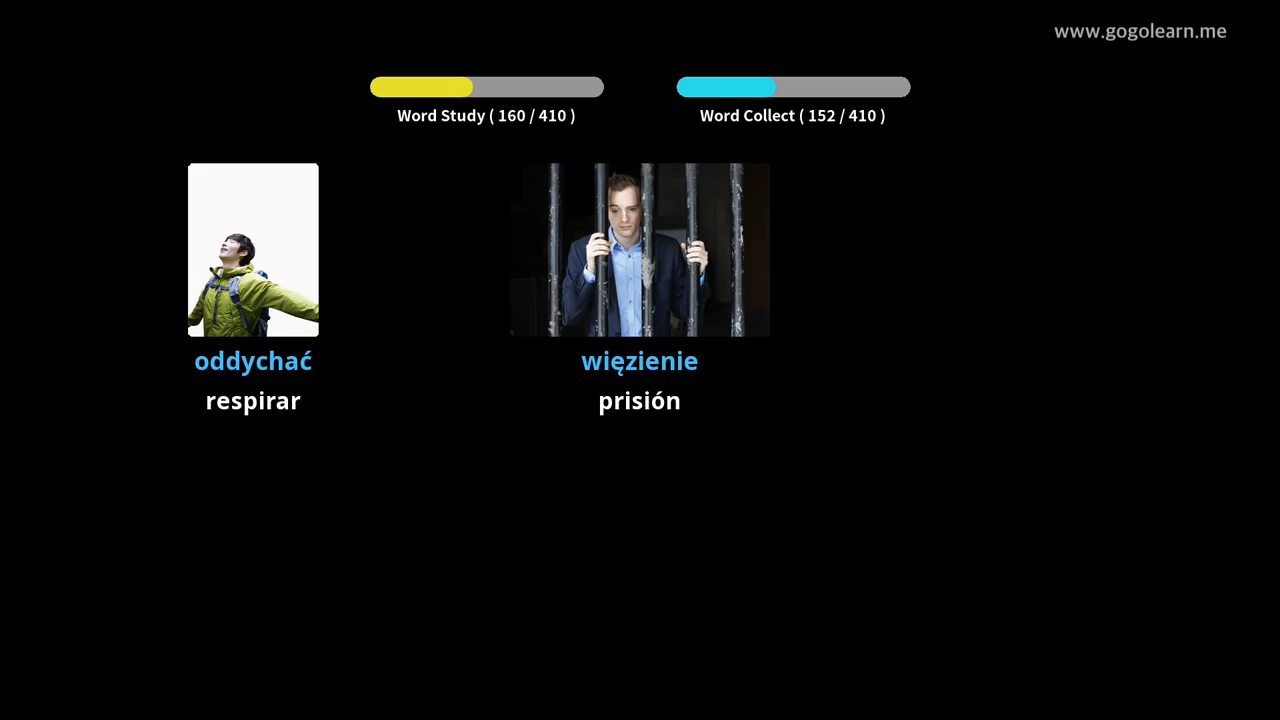 www.gogolearn.me
Word Study ( 160 / 410 )
Word Collect ( 152 / 410 )
oddychać
respirar
więzienie
prisión